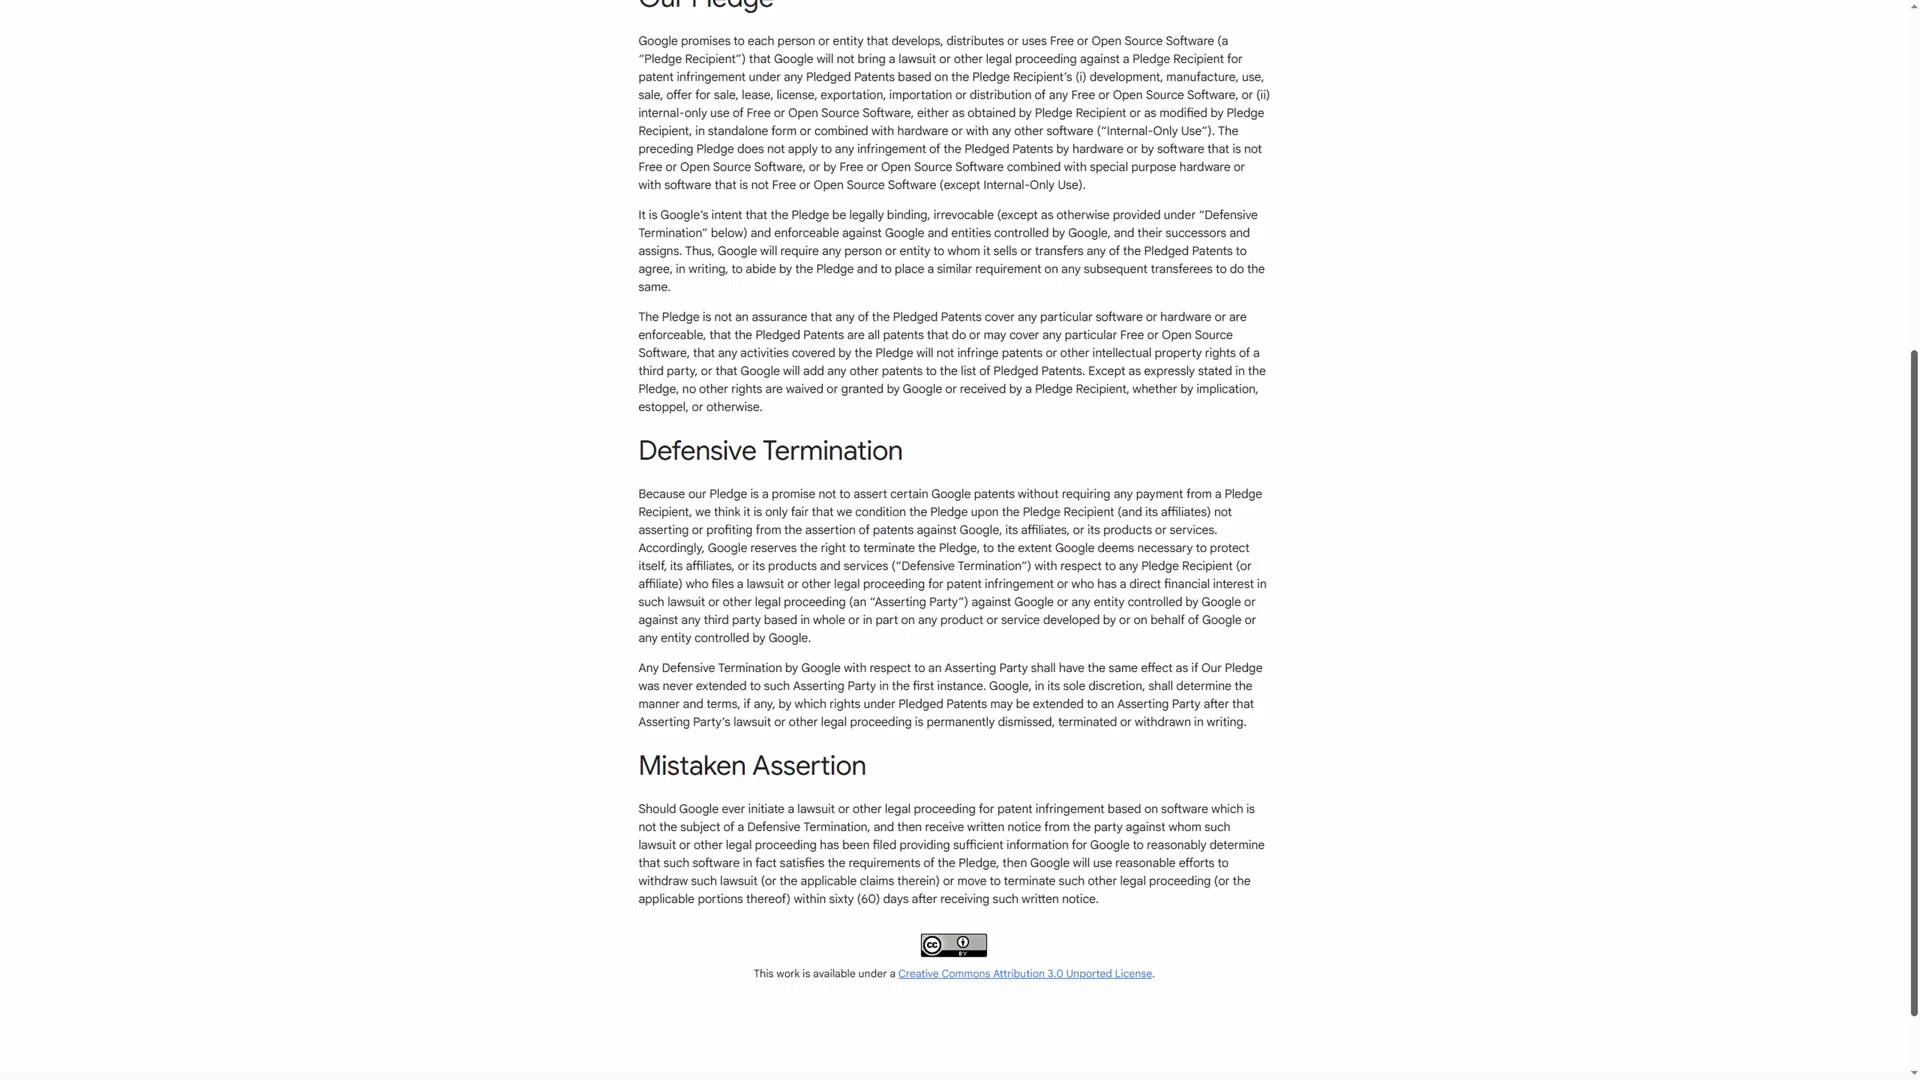 Our Pledge
Google promises to each person or entity that develops, distributes or uses Free or Open Source Software (a
“Pledge Recipient”) that Google will not bring a lawsuit or other legal proceeding against a Pledge Recipient for
patent infringement under any Pledged Patents based on the Pledge Recipient’s (i) development, manufacture, use,
sale, offer for sale, lease, license, exportation, importation or distribution of any Free or Open Source Software, or (ii)
internal-only use of Free or Open Source Software, either as obtained by Pledge Recipient or as modified by Pledge
Recipient, in standalone form or combined with hardware or with any other software (“Internal-Only Use”). The
preceding Pledge does not apply to any infringement of the Pledged Patents by hardware or by software that is not
Free or Open Source Software, or by Free or Open Source Software combined with special purpose hardware or
with software that is not Free or Open Source Software (except Internal-Only Use).
It is Google’s intent that the Pledge be legally binding, irrevocable (except as otherwise provided under “Defensive
Termination” below) and enforceable against Google and entities controlled by Google, and their successors and
assigns. Thus, Google will require any person or entity to whom it sells or transfers any of the Pledged Patents to
agree, in writing, to abide by the Pledge and to place a similar requirement on any subsequent transferees to do the
same.
The Pledge is not an assurance that any of the Pledged Patents cover any particular software or hardware or are
enforceable, that the Pledged Patents are all patents that do or may cover any particular Free or Open Source
Software, that any activities covered by the Pledge will not infringe patents or other intellectual property rights of a
third party, or that Google will add any other patents to the list of Pledged Patents. Except as expressly stated in the
Pledge, no other rights are waived or granted by Google or received by a Pledge Recipient, whether by implication,
estoppel, or otherwise.
Defensive Termination
Because our Pledge is a promise not to assert certain Google patents without requiring any payment from a Pledge
Recipient, we think it is only fair that we condition the Pledge upon the Pledge Recipient (and its affiliates) not
asserting or profiting from the assertion of patents against Google, its affiliates, or its products or services.
Accordingly, Google reserves the right to terminate the Pledge, to the extent Google deems necessary to protect
itself, its affiliates, or its products and services (“Defensive Termination”) with respect to any Pledge Recipient (or
affiliate) who files a lawsuit or other legal proceeding for patent infringement or who has a direct financial interest in
such lawsuit or other legal proceeding (an “Asserting Party”) against Google or any entity controlled by Google or
against any third party based in whole or in part on any product or service developed by or on behalf of Google or
any entity controlled by Google.
Any Defensive Termination by Google with respect to an Asserting Party shall have the same effect as if Our Pledge
was never extended to such Asserting Party in the first instance. Google, in its sole discretion, shall determine the
manner and terms, if any, by which rights under Pledged Patents may be extended to an Asserting Party after that
Asserting Party’s lawsuit or other legal proceeding is permanently dismissed, terminated or withdrawn in writing.
Mistaken Assertion
Should Google ever initiate a lawsuit or other legal proceeding for patent infringement based on software which is
not the subject of a Defensive Termination, and then receive written notice from the party against whom such
lawsuit or other legal proceeding has been filed providing sufficient information for Google to reasonably determine
that such software in fact satisfies the requirements of the Pledge, then Google will use reasonable efforts to
withdraw such lawsuit (or the applicable claims therein) or move to terminate such other legal proceeding (or the
applicable portions thereof) within sixty (60) days after receiving such written notice.
cc BY
This work is available under a Creative Commons Attribution 3.0 Unported License.